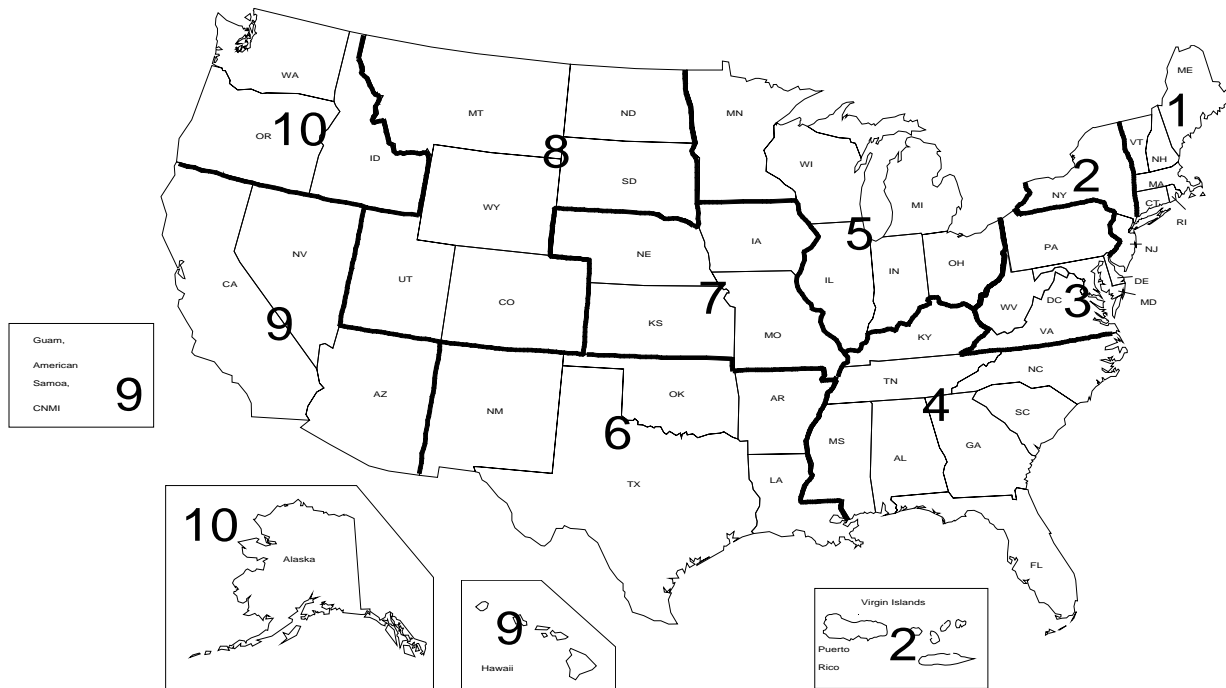 ME
WA
MT
ND
MN
1
OR
10
VT
8
WI
NH
ID
2
SD
MA
NY
WY
CT
MI
RI
5
IA
PA
NJ
NV
NE
OH
UT
IN
DE
CA
IL
7
DC
3
MD
CO
WV
9
KS
VA
MO
KY
Guam,
American
Samoa,
CNMI
9
NC
TN
AZ
OK
AR
4
NM
SC
6
MS
GA
AL
TX
LA
10
Alaska
FL
Virgin Islands
9
2
Puerto
Rico
Hawaii